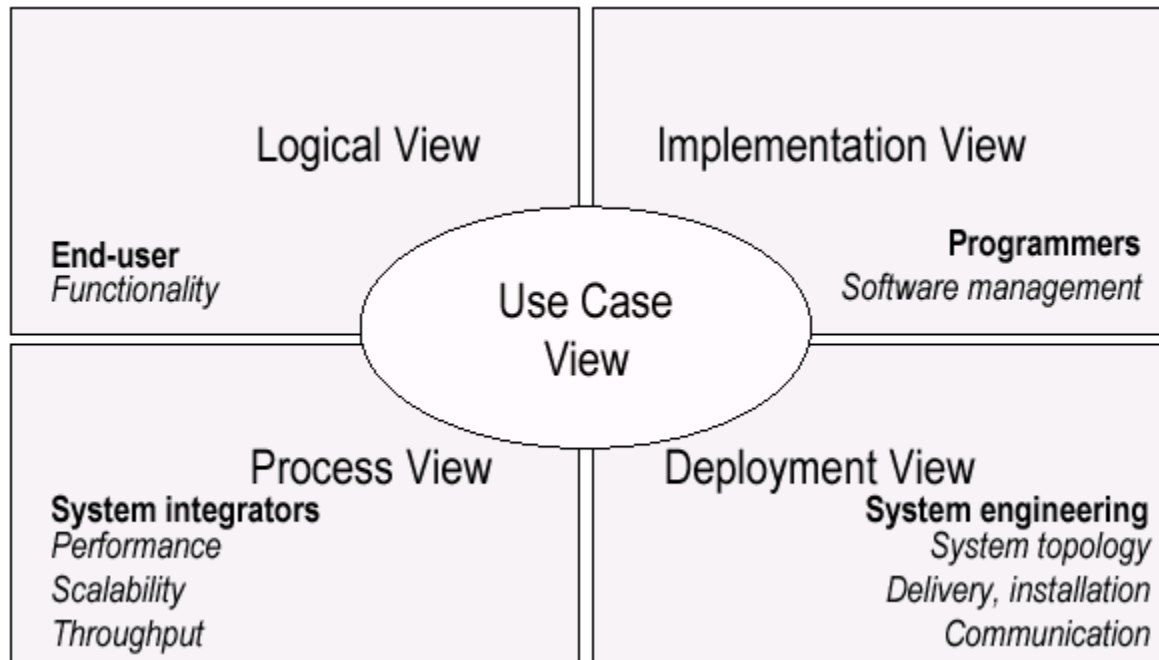 Logical View
End-user
Functionality
Implementation View
Programmers
Software management
Use Case
View
Process View
System integrators
Performance
Scalability
Throughput
Deployment View
System engineering
System topology
Delivery, installation
Communication